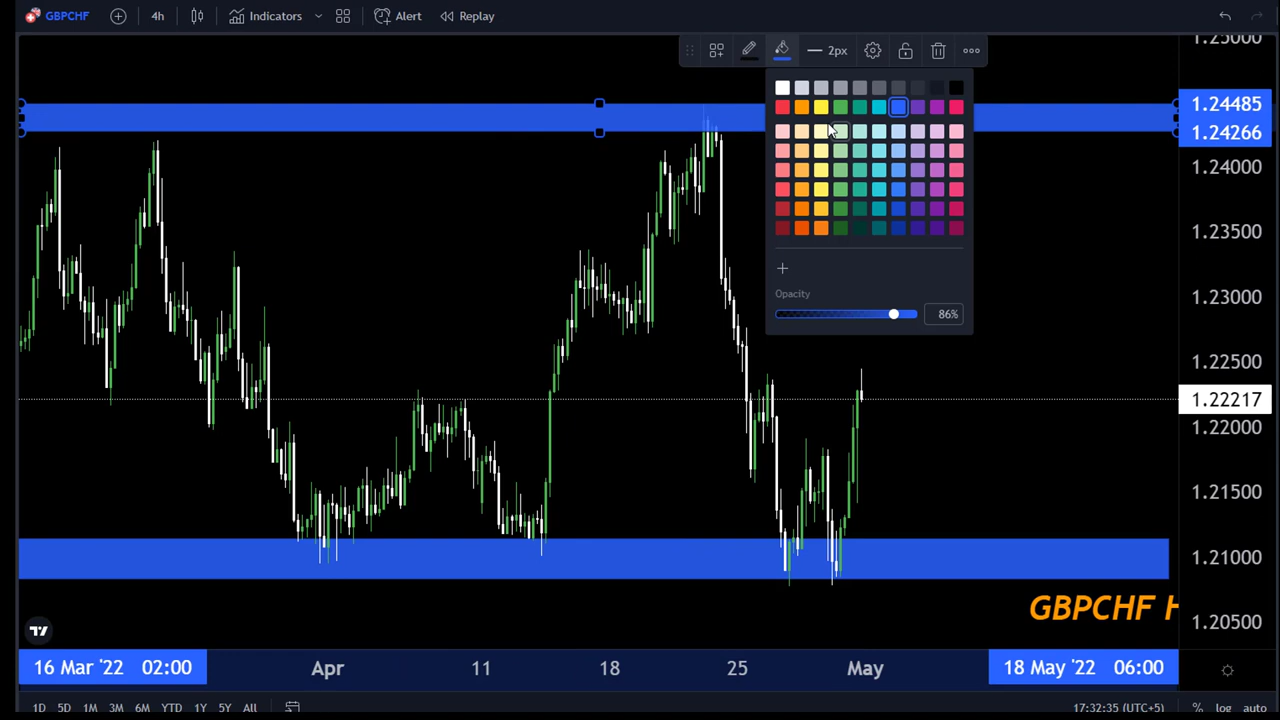 GBPCHF 4h Indicators Alert Replay
1.25000
2px
1.24485
1.24266
1.24000
1.23500
1.23000
Opacity
86%
1.22500
1.22217
1.22000
1.21500
1.21000
GBPCHF H
1.20500
16 Mar '22 02:00 Apr 11 18 25 May 18 May '22 06:00
1D 5D 1M 3M 6M YTD 1Y 5Y All 17:32:35 (UTC+5) % log auto